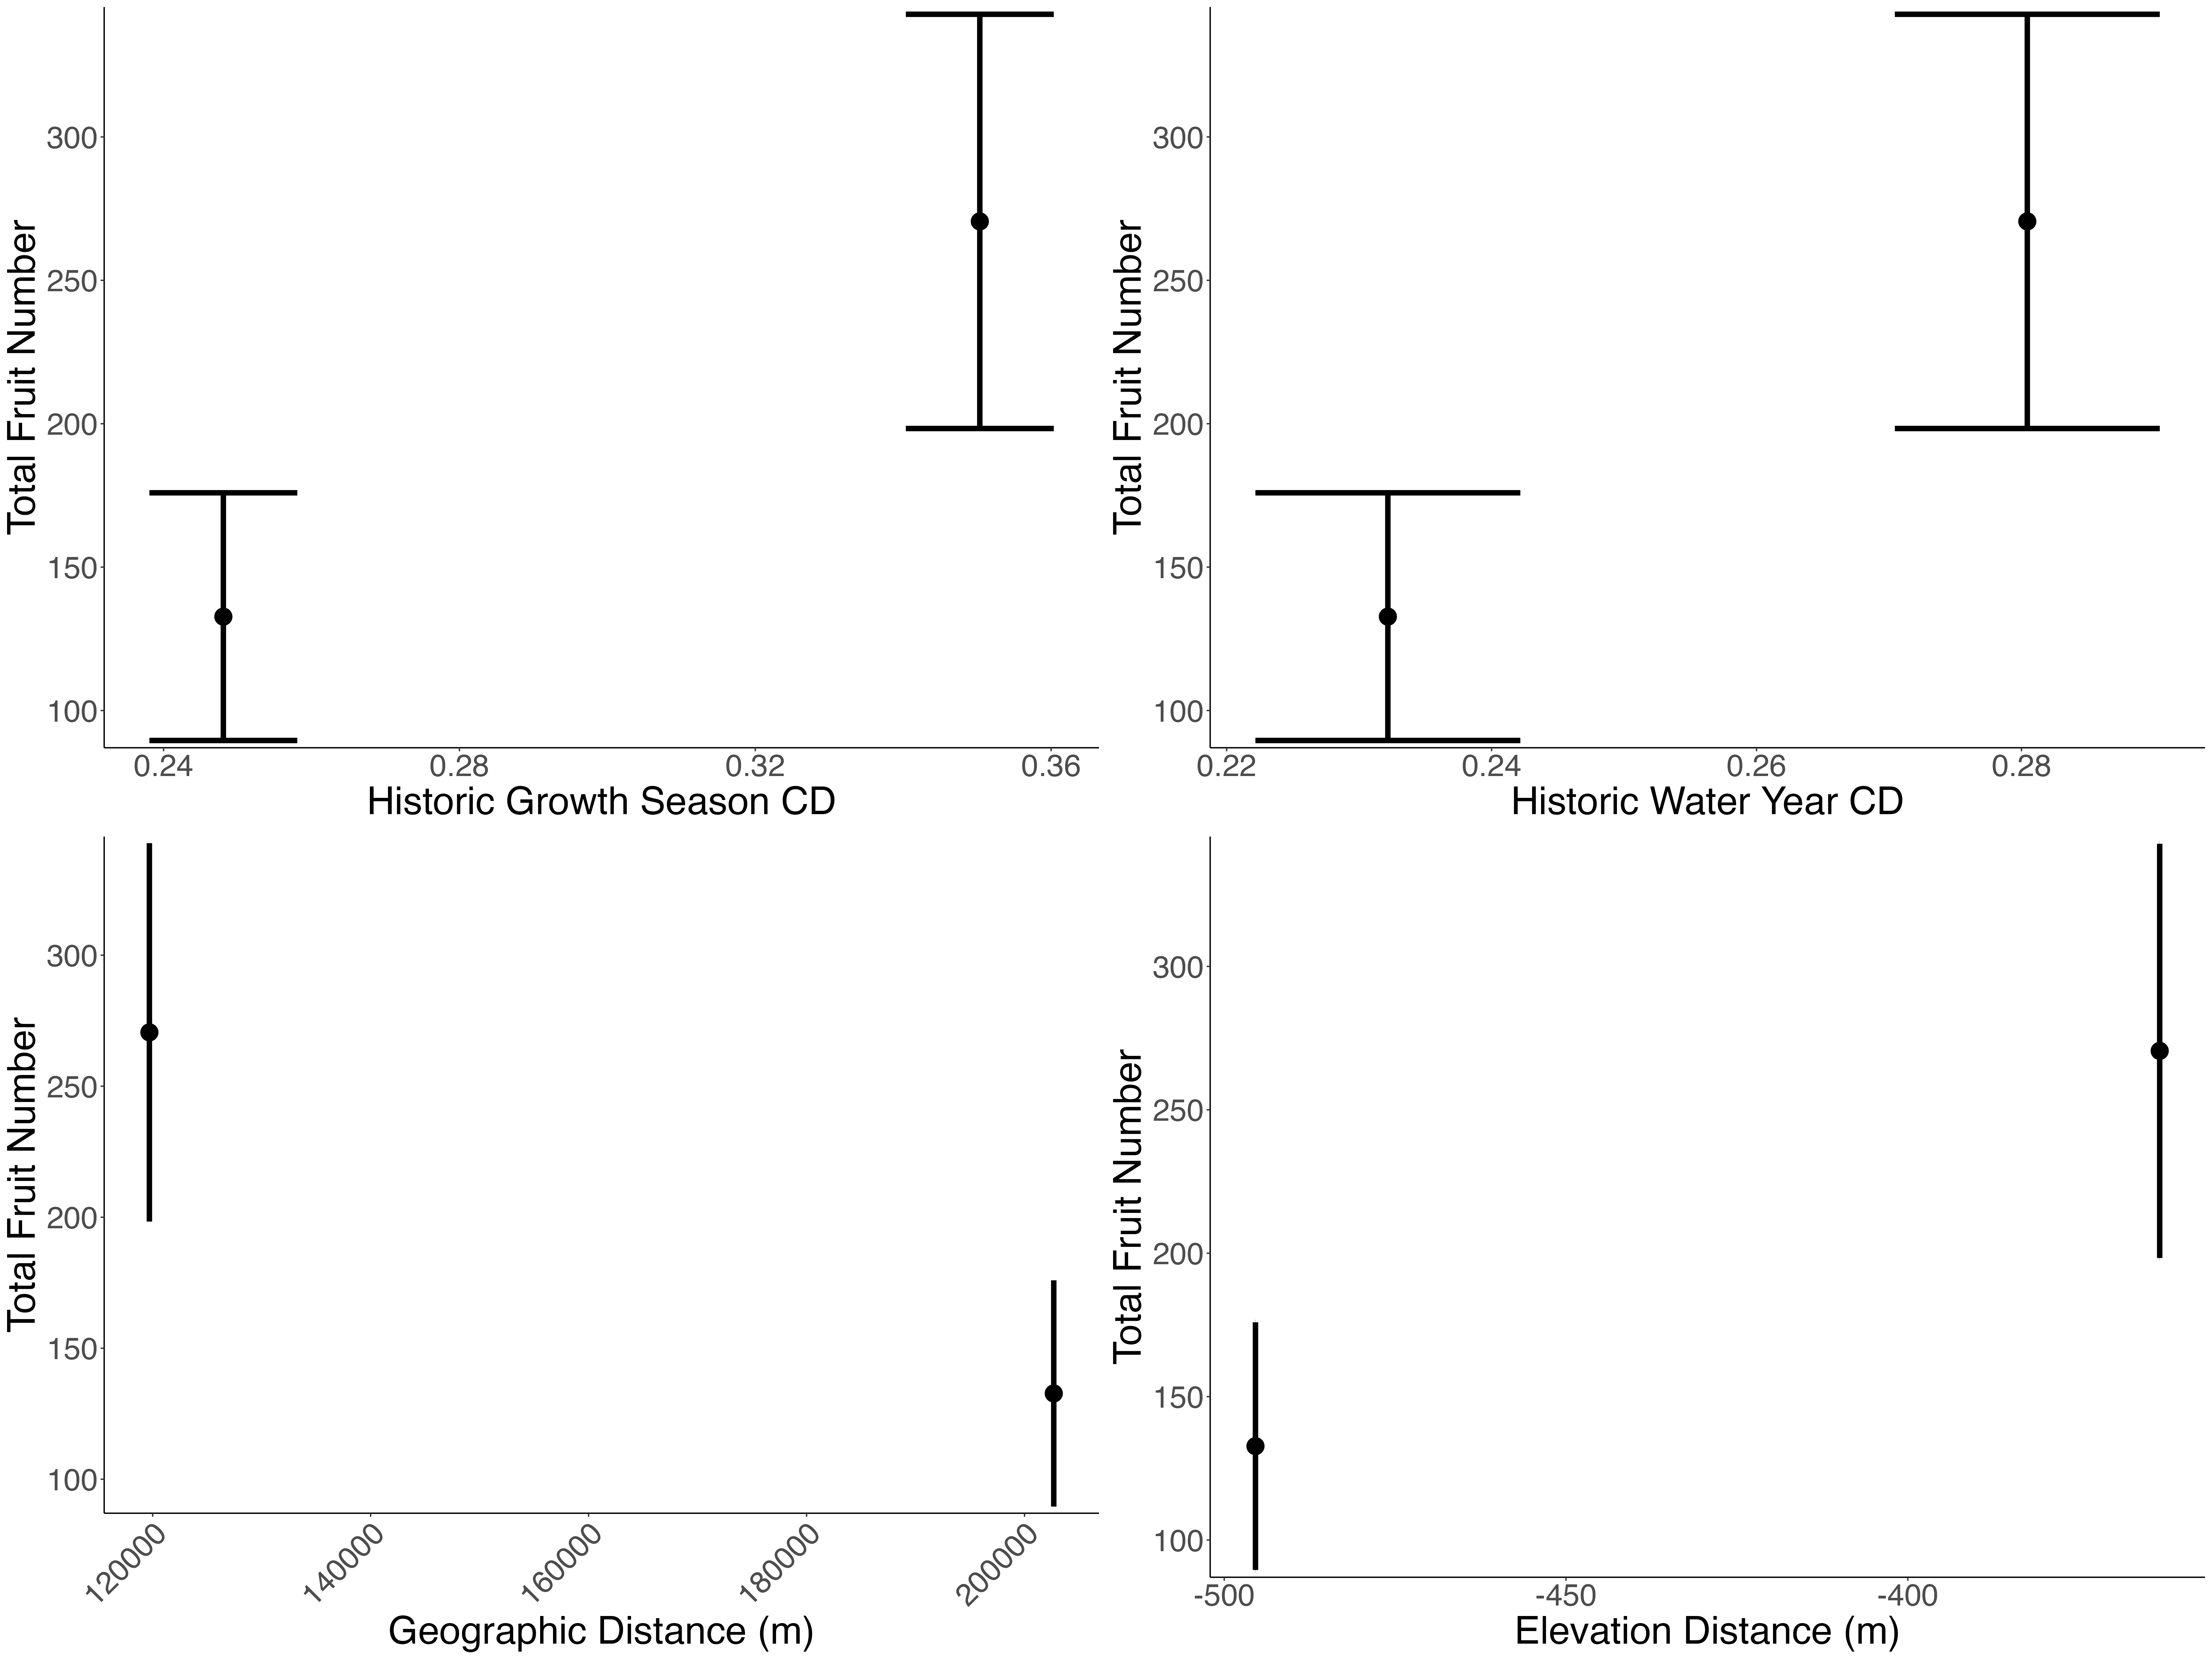 Total Fruit Number
300
250
200
150
100
0.24 0.28 0.32 0.36
Historic Growth Season CD
Total Fruit Number
300
250
200
150
100
0.22 0.24 0.26 0.28
Historic Water Year CD
Total Fruit Number
300
250
200
150
100
120000 140000 160000 180000 200000
Geographic Distance (m)
Total Fruit Number
300
250
200
150
100
-500 -450 -400
Elevation Distance (m)